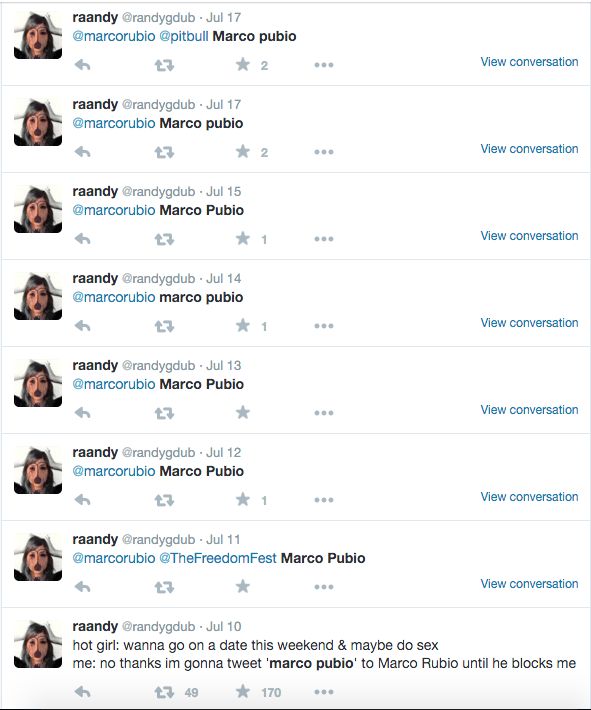 raandy @randygdub · Jul 17
@marcorubio @pitbull Marco pubio
2
View conversation
raandy @randygdub · Jul 17
@marcorubio Marco pubio
2
View conversation
raandy @randygdub · Jul 15
@marcorubio Marco Pubio
1
View conversation
raandy @randygdub · Jul 14
@marcorubio marco pubio
1
View conversation
raandy @randygdub · Jul 13
@marcorubio Marco Pubio
View conversation
raandy @randygdub · Jul 12
@marcorubio Marco Pubio
1
View conversation
raandy @randygdub · Jul 11
@marcorubio @TheFreedomFest Marco Pubio
View conversation
raandy @randygdub · Jul 10
hot girl: wanna go on a date this weekend & maybe do sex
me: no thanks im gonna tweet 'marco pubio' to Marco Rubio until he blocks me
49 170